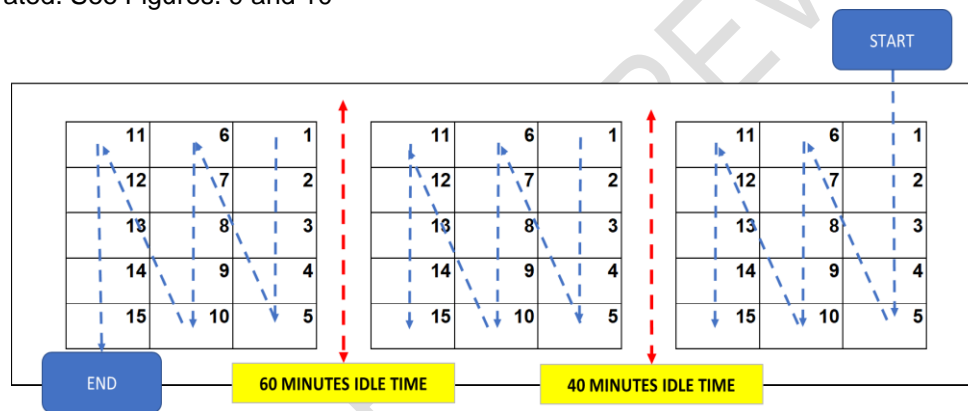 ated. See Figures. 9 and 10
START
11 6 1 11 6 1 11 6 1
12 7 2 12 7 2 12 7 2
13 8 3 13 8 3 13 8 3
14 9 4 14 9 4 14 9 4
15 10 5 15 10 5 15 10 5
END 60 MINUTES IDLE TIME 40 MINUTES IDLE TIME